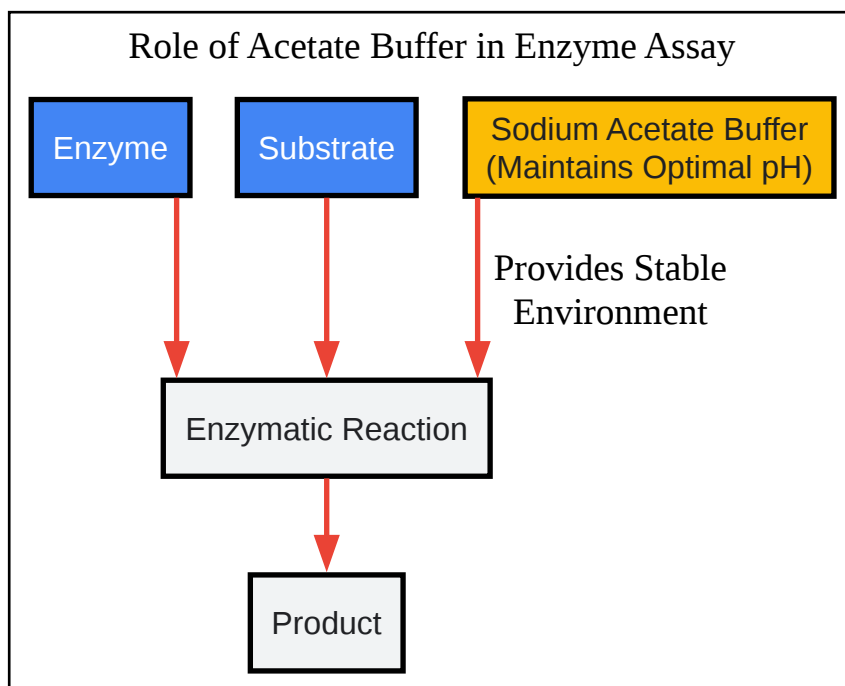 Role of Acetate Buffer in Enzyme Assay
Enzyme
Substrate
Sodium Acetate Buffer
(Maintains Optimal pH)
Provides Stable
Environment
Enzymatic Reaction
Product